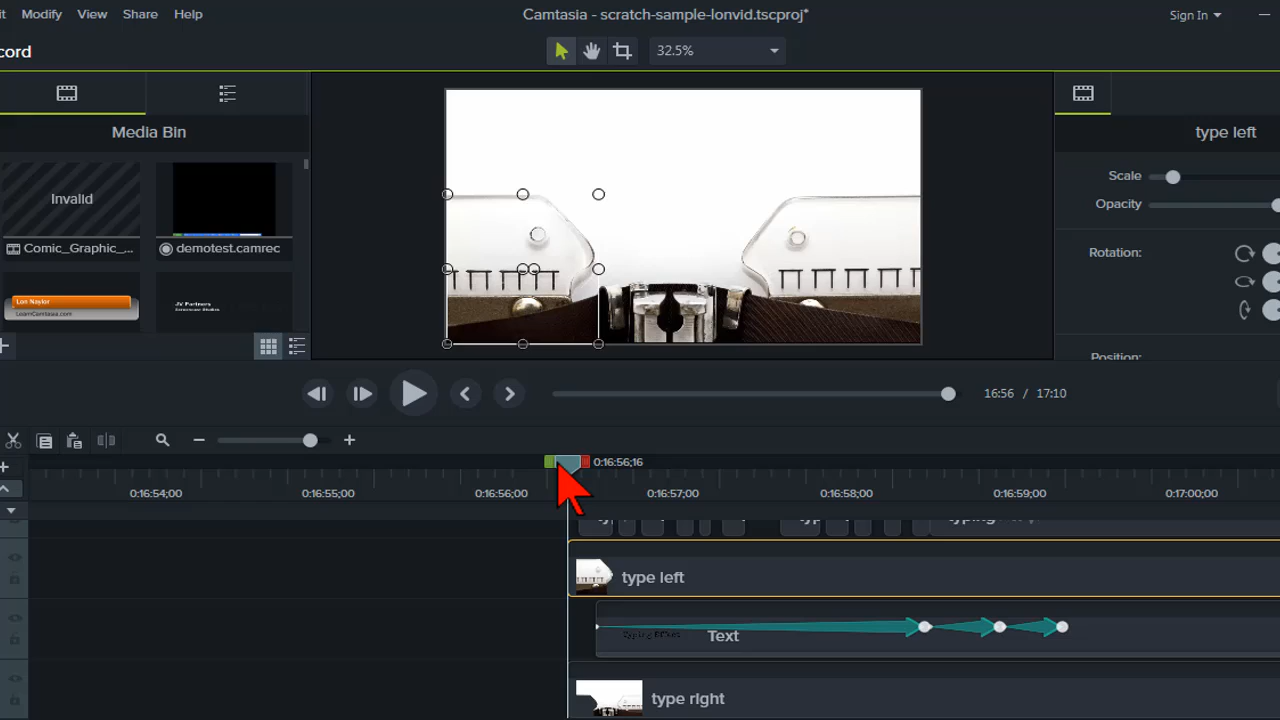 Modify View Share Help
Camtasia - scratch-sample-lonvid.tscproj*
Sign In
cord
32.5%
Media Bin
type left
Invalid
Comic_Graphic_...
demotest.camrec
Lon Naylor
LearnCamtasia.com
JV Partners
Scale
Opacity
Rotation:
Position:
16:56 / 17:10
0:16:56;16
0:16:54;00
0:16:55;00
0:16:56;00
0:16:57;00
0:16:58;00
0:16:59;00
0:17:00;00
type left
Text
type right